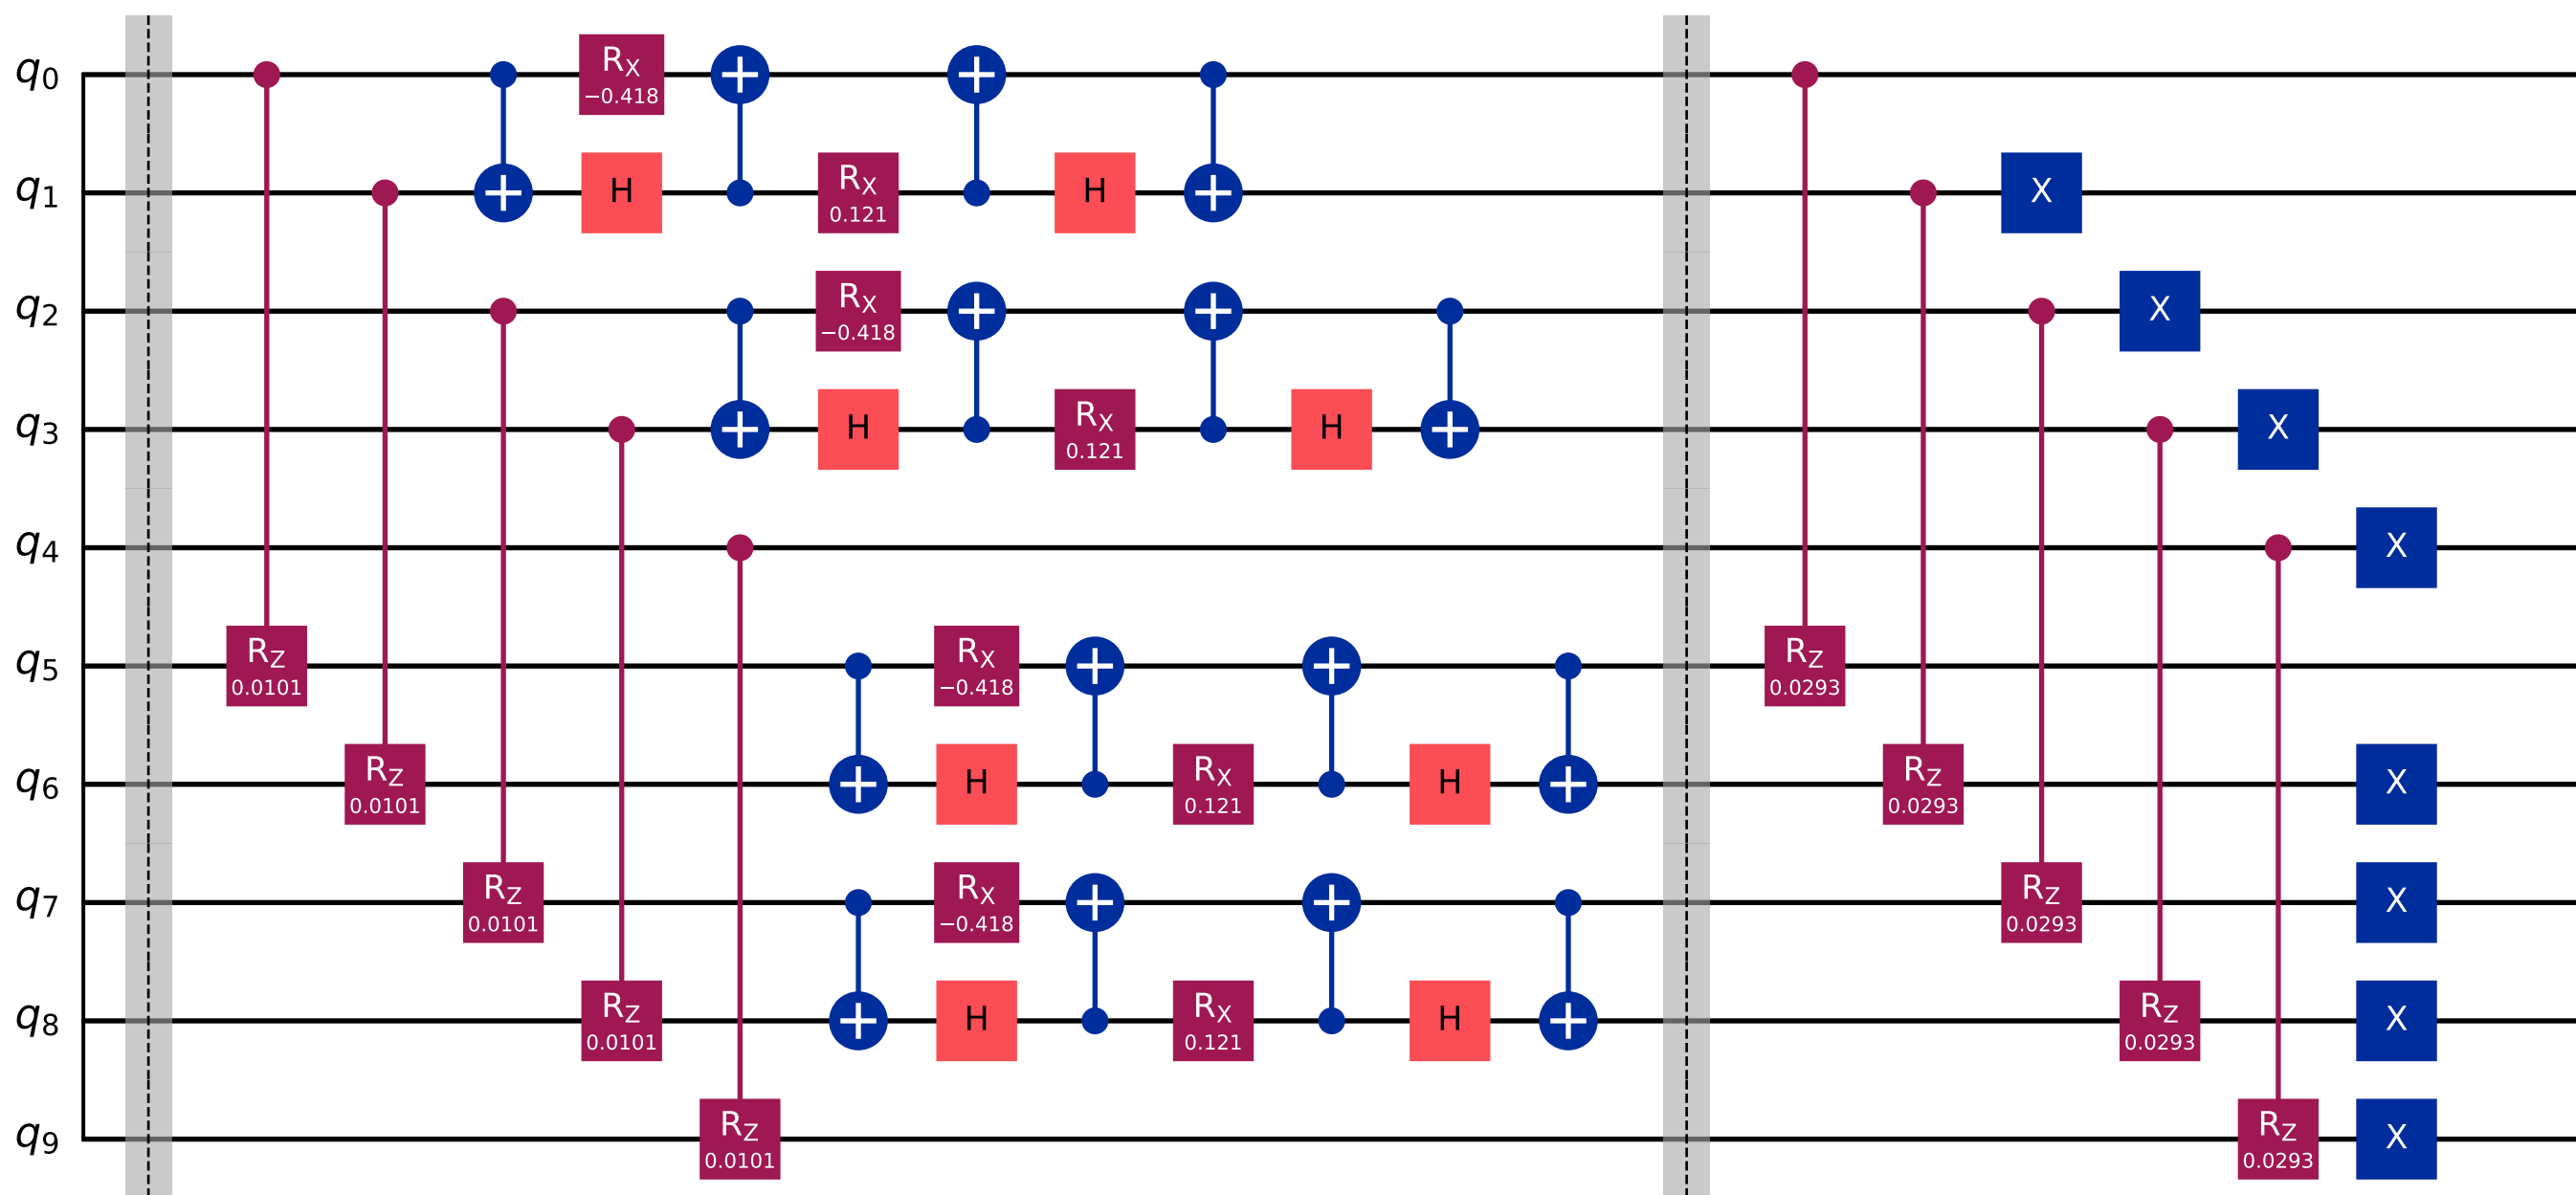 q0
RX
−0.418
q1
H
RX
0.121
H
X
q2
RX
−0.418
X
q3
H
RX
0.121
H
X
q4
X
q5
RZ
0.0101
RX
−0.418
RZ
0.0293
q6
RZ
0.0101
H
RX
0.121
H
RZ
0.0293
X
q7
RZ
0.0101
RX
−0.418
RZ
0.0293
X
q8
RZ
0.0101
H
RX
0.121
H
RZ
0.0293
X
q9
RZ
0.0101
RZ
0.0293
X